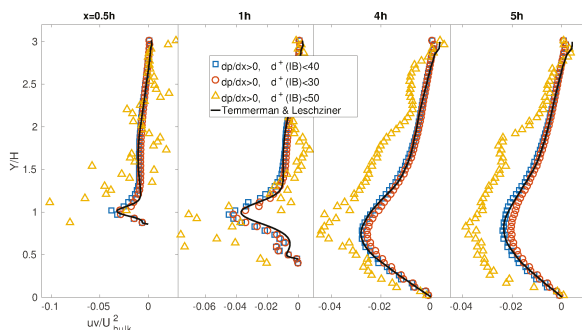 x=0.5h 1h 4h 5h
3
2.5
2
1.5
1
0.5
0
Y/H
dp/dx>0, d⁺(IB)<40
dp/dx>0, d⁺(IB)<30
dp/dx>0, d⁺(IB)<50
Temmerman & Leschziner
-0.1 -0.05 0 -0.06 -0.04 -0.02 0 -0.04 -0.02 0 -0.05 0
uv/U²bulk